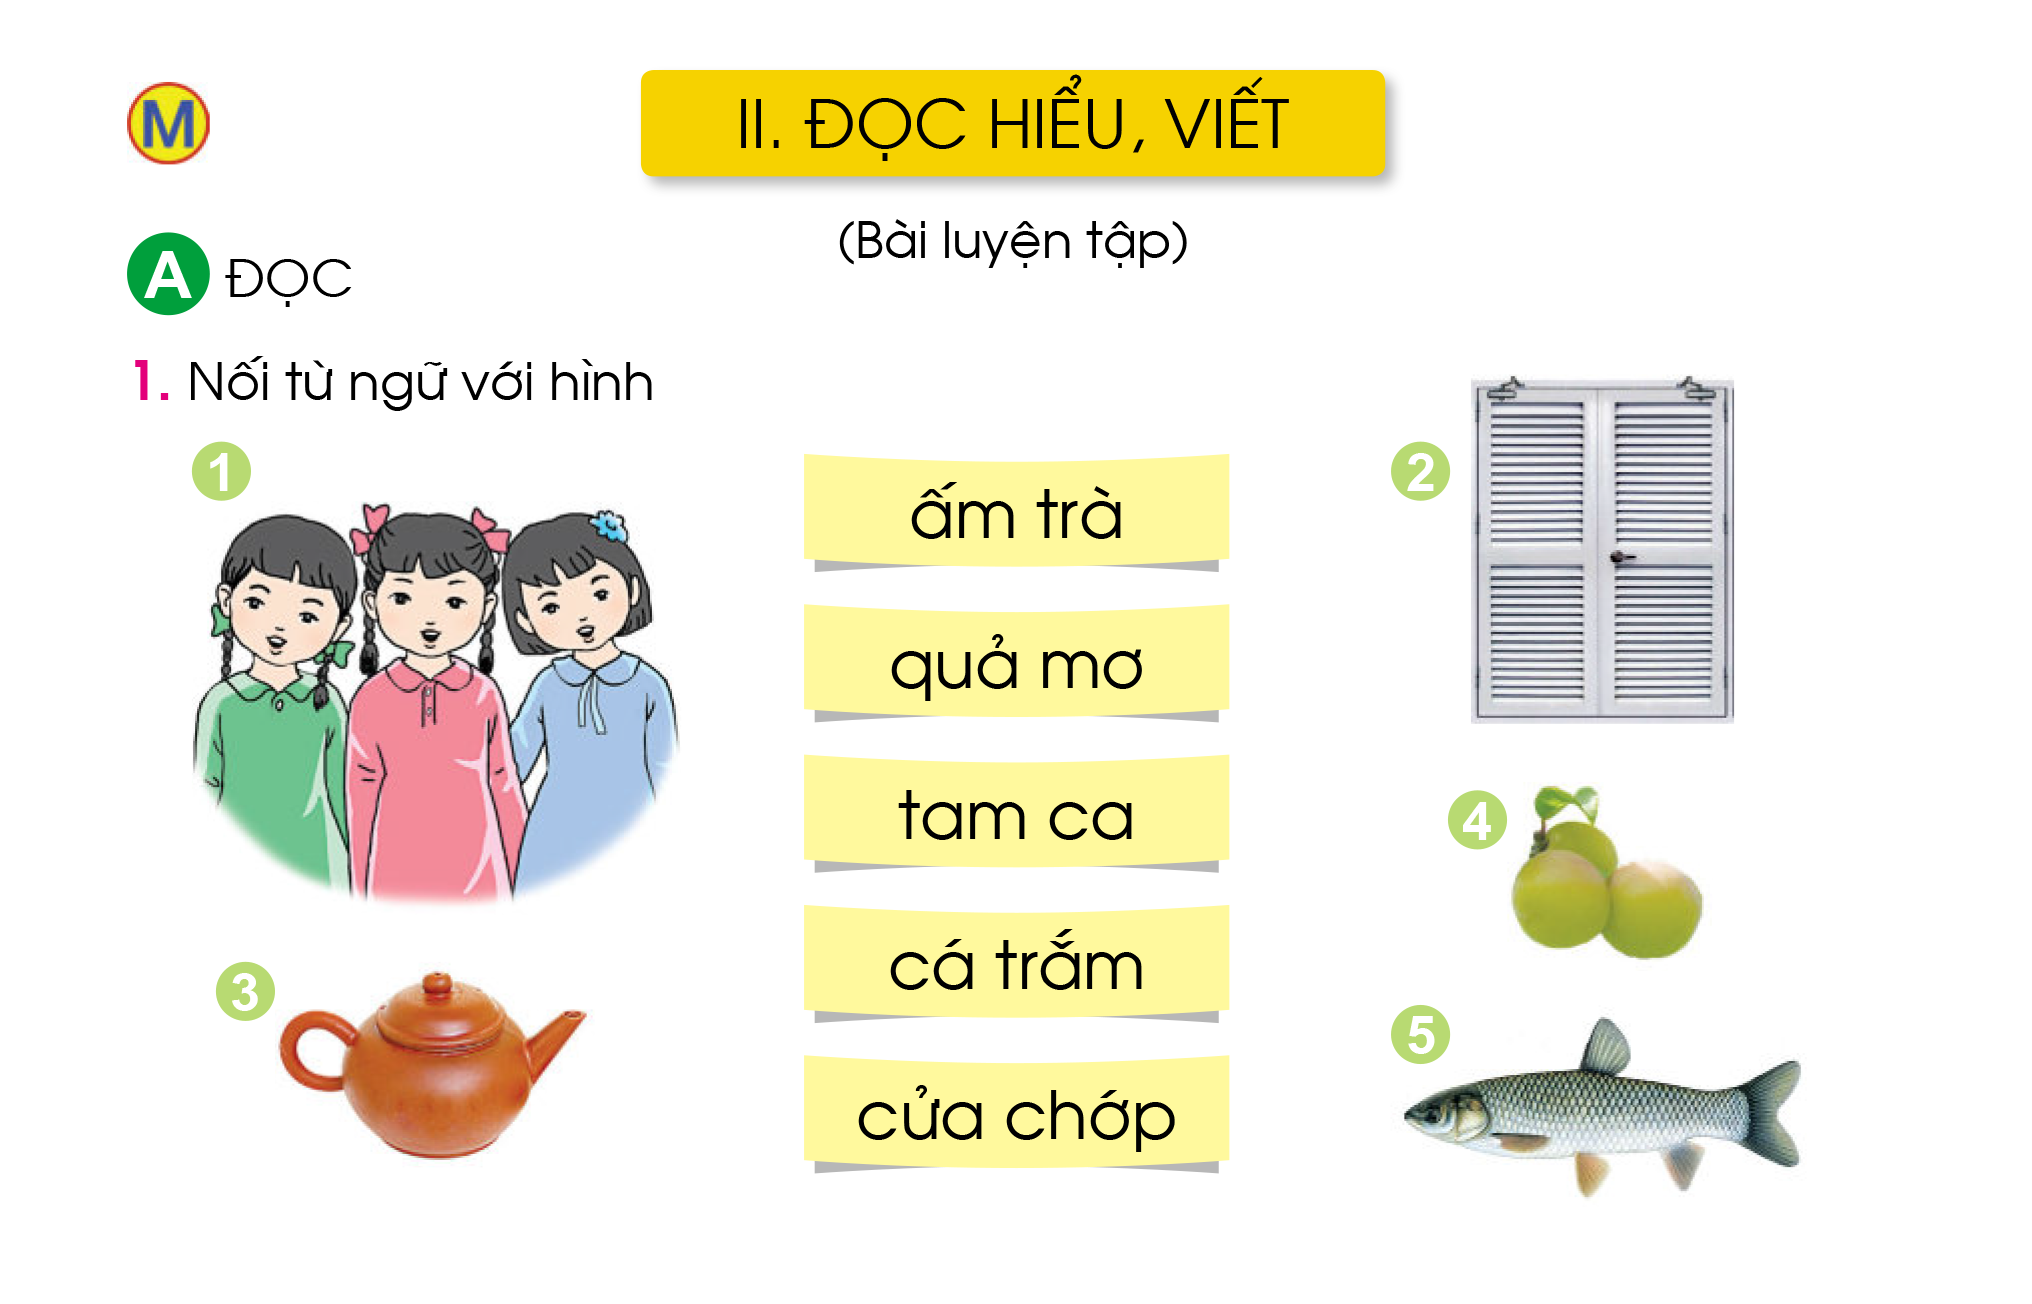 M
II. ĐỌC HIỂU, VIẾT
(Bài luyện tập)
A ĐỌC
1. Nối từ ngữ với hình
1
2
ấm trà
quả mơ
tam ca
4
cá trắm
3
5
cửa chớp